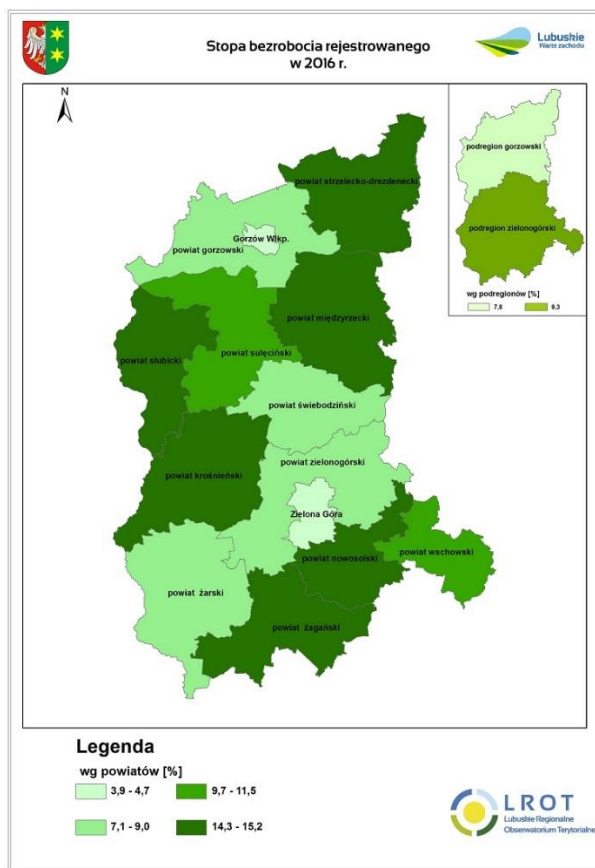 Stopa bezrobocia rejestrowanego
w 2016 r.
Lubuskie
Warte zachodu
N
podregion gorzowski
podregion zielonogórski
wg podregionów [%]
7,8
9,3
powiat strzelecko-drezdenecki
Gorzów Wlkp.
powiat gorzowski
powiat międzyrzecki
powiat słubicki
powiat sulęciński
powiat świebodziński
powiat zielonogórski
powiat krośnieński
Zielona Góra
powiat nowosolski
powiat wschowski
powiat żarski
powiat żagański
Legenda
wg powiatów [%]
3,9 - 4,7
9,7 - 11,5
7,1 - 9,0
14,3 - 15,2
LROT
Lubuskie Regionalne
Obserwatorium Terytorialne